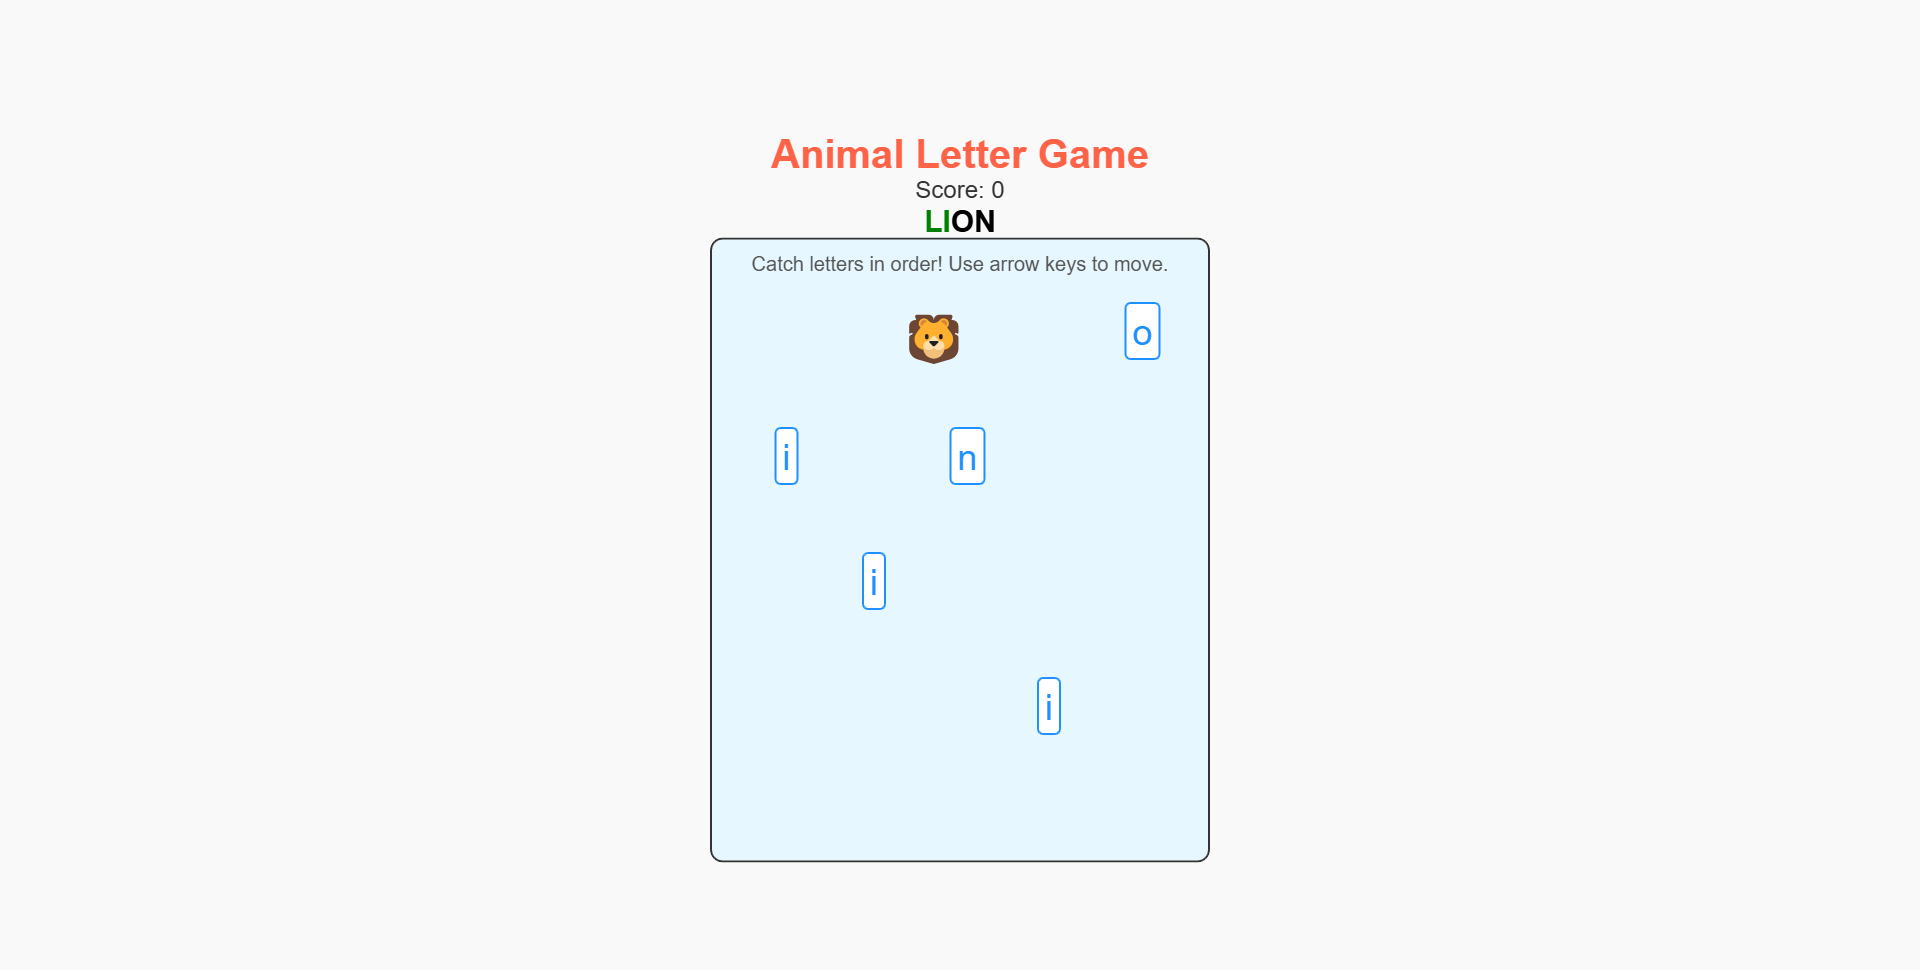 Animal Letter Game
Score: 0
LION
Catch letters in order! Use arrow keys to move.
o
i
n
i
i